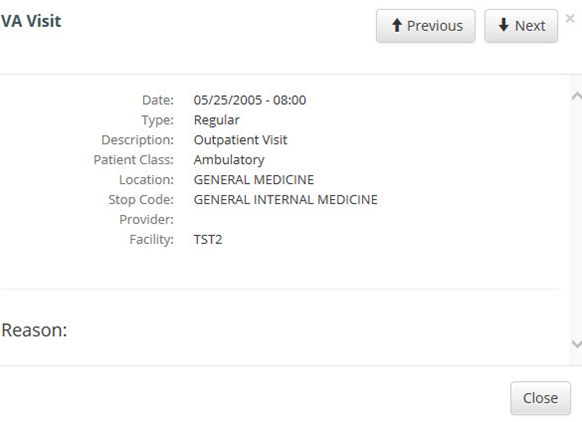 VA Visit
Previous
Next
×
Date: 05/25/2005 - 08:00
Type: Regular
Description: Outpatient Visit
Patient Class: Ambulatory
Location: GENERAL MEDICINE
Stop Code: GENERAL INTERNAL MEDICINE
Provider:
Facility: TST2
Reason:
Close